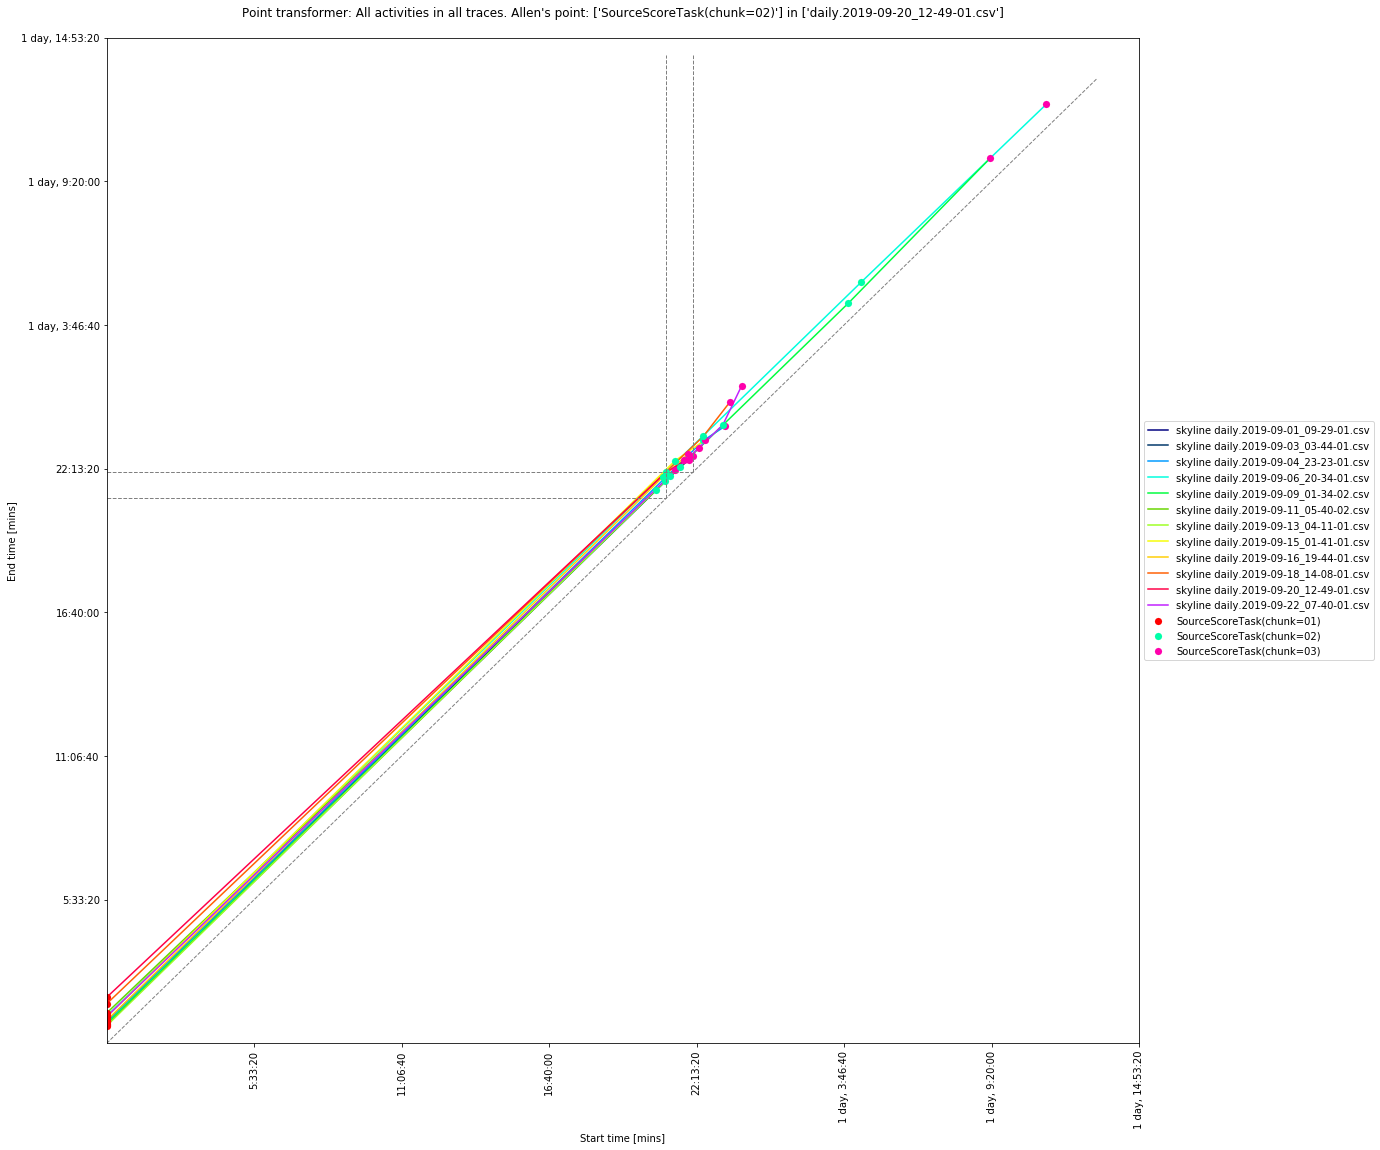 Point transformer: All activities in all traces. Allen's point: ['SourceScoreTask(chunk=02)'] in ['daily.2019-09-20_12-49-01.csv']
1 day, 14:53:20
1 day, 9:20:00
1 day, 3:46:40
22:13:20
16:40:00
11:06:40
5:33:20
End time [mins]
skyline daily.2019-09-01_09-29-01.csv
skyline daily.2019-09-03_03-44-01.csv
skyline daily.2019-09-04_23-23-01.csv
skyline daily.2019-09-06_20-34-01.csv
skyline daily.2019-09-09_01-34-02.csv
skyline daily.2019-09-11_05-40-02.csv
skyline daily.2019-09-13_04-11-01.csv
skyline daily.2019-09-15_01-41-01.csv
skyline daily.2019-09-16_19-44-01.csv
skyline daily.2019-09-18_14-08-01.csv
skyline daily.2019-09-20_12-49-01.csv
skyline daily.2019-09-22_07-40-01.csv
SourceScoreTask(chunk=01)
SourceScoreTask(chunk=02)
SourceScoreTask(chunk=03)
5:33:20
11:06:40
16:40:00
22:13:20
1 day, 3:46:40
1 day, 9:20:00
1 day, 14:53:20
Start time [mins]